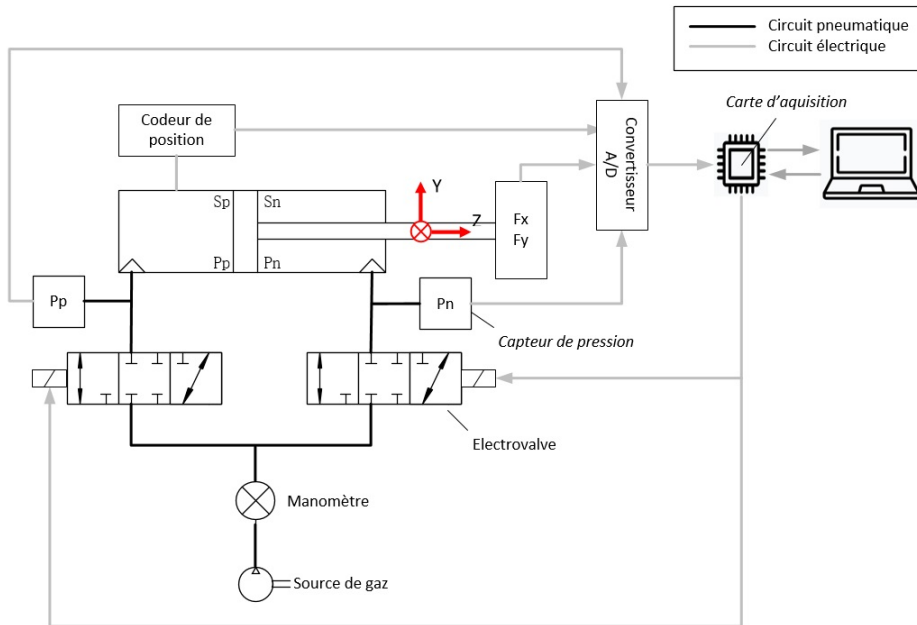 Circuit pneumatique
Circuit électrique
Carte d'aquisition
Codeur de
position
Convertisseur
A/D
Y
Sp
Sn
Z
Fx
Fy
Pp
Pn
Pp
Pn
Capteur de pression
Electrovalve
Manomètre
Source de gaz